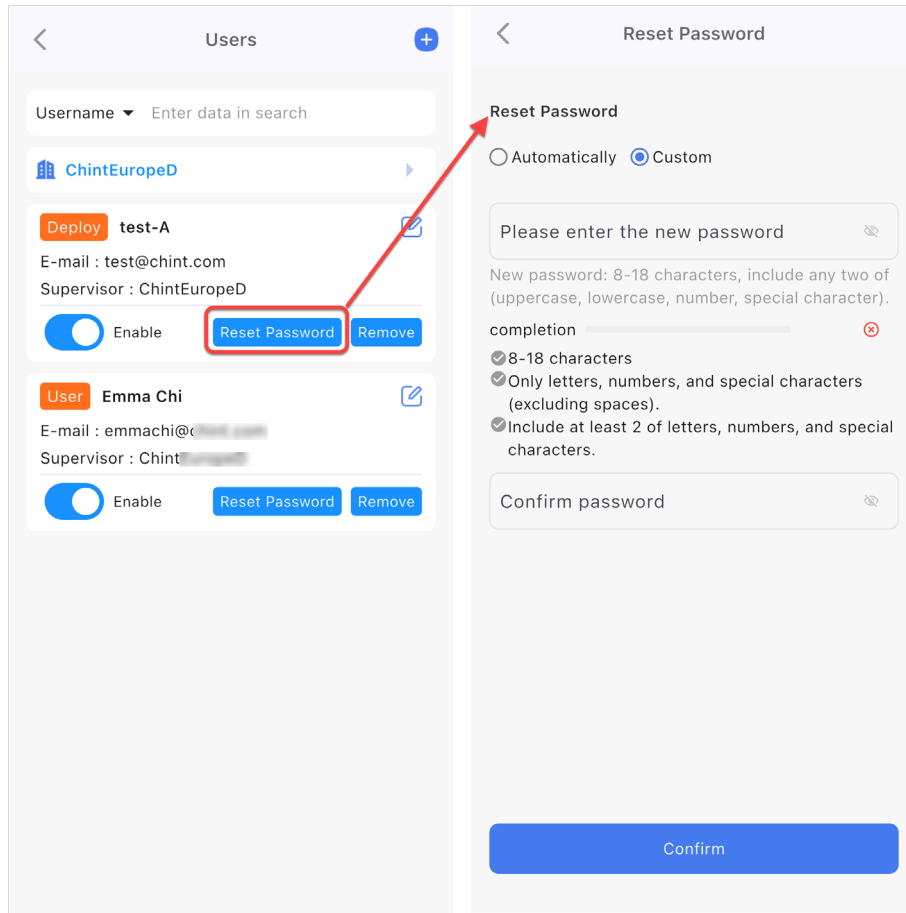 Users
Username
Enter data in search
ChintEuropeD
Deploy test-A
E-mail : test@chint.com
Supervisor : ChintEuropeD
Enable
Reset Password
Remove
User Emma Chi
E-mail : emmachi@
Supervisor : Chint
Enable
Reset Password
Remove
Reset Password
Reset Password
Automatically
Custom
Please enter the new password
New password: 8-18 characters, include any two of
(uppercase, lowercase, number, special character).
completion
8-18 characters
Only letters, numbers, and special characters
(excluding spaces).
Include at least 2 of letters, numbers, and special
characters.
Confirm password
Confirm